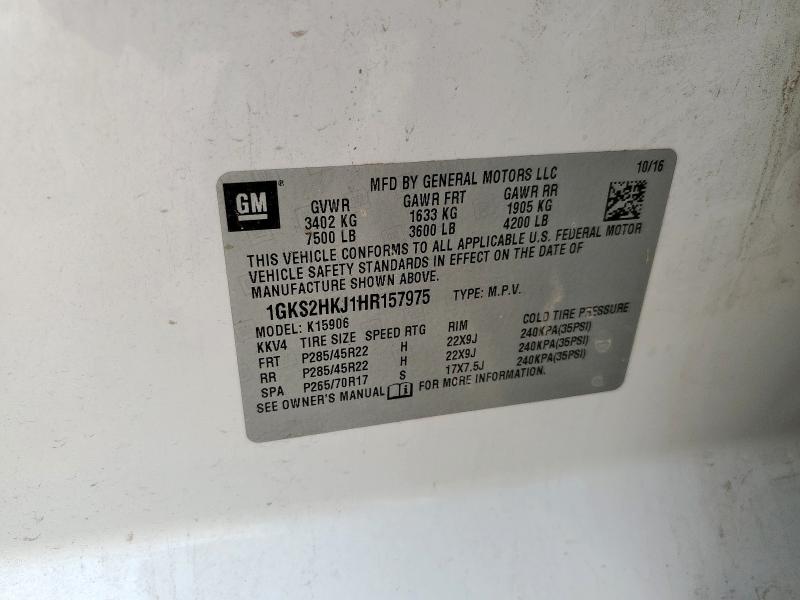 10/16
GM® MFD BY GENERAL MOTORS LLC
GVWR GAWR FRT GAWR RR
3402 KG 1633 KG 1905 KG
7500 LB 3600 LB 4200 LB
THIS VEHICLE CONFORMS TO ALL APPLICABLE U.S. FEDERAL MOTOR
VEHICLE SAFETY STANDARDS IN EFFECT ON THE DATE OF
MANUFACTURE SHOWN ABOVE.
1GKS2HKJ1HR157975 TYPE: M.P.V.
MODEL: K15906
KKV4 TIRE SIZE SPEED RTG RIM COLD TIRE PRESSURE
FRT P285/45R22 H 22X9J 240KPA(35PSI)
RR P285/45R22 H 22X9J 240KPA(35PSI)
SPA P265/70R17 S 17X7.5J 240KPA(35PSI)
SEE OWNER'S MANUAL i FOR MORE INFORMATION.